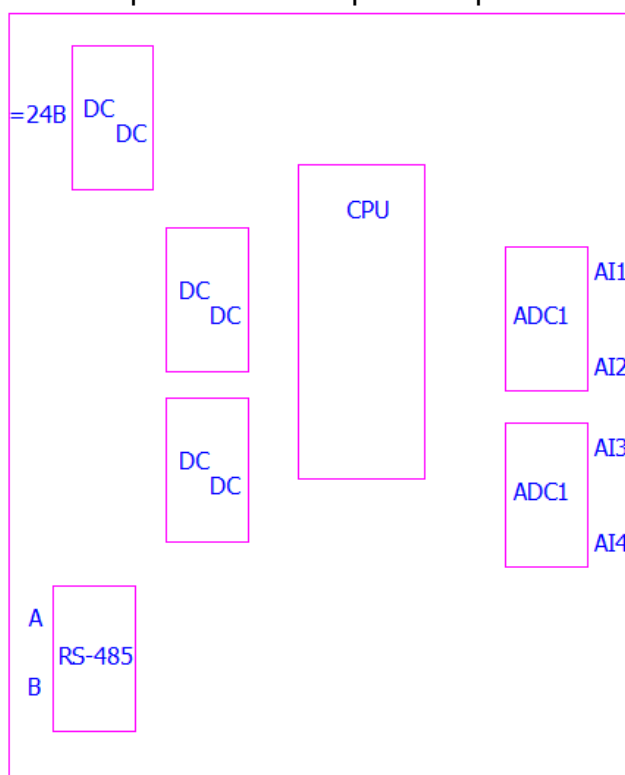 =24В
DC
DC
CPU
DC
DC
ADC1
AI1
AI2
DC
DC
ADC1
AI3
AI4
A
RS-485
B